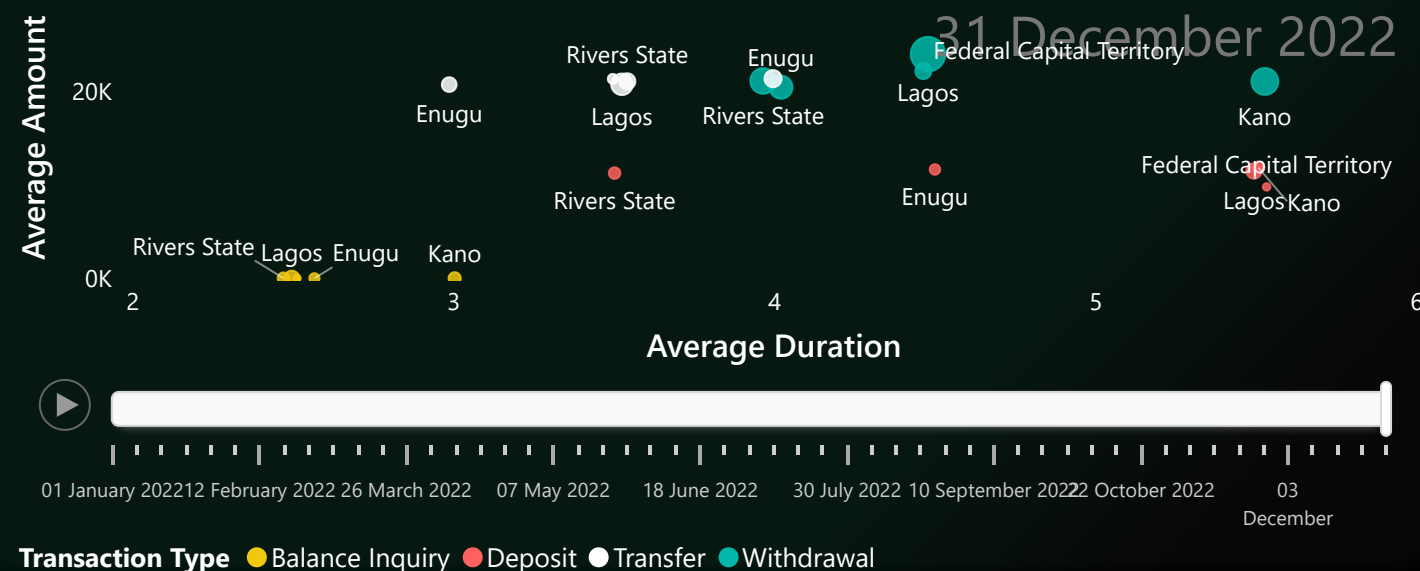 31 December 2022
Average Amount
20K
0K
Rivers State
Enugu
Federal Capital Territory
Enugu
Lagos
Rivers State
Lagos
Kano
Rivers State
Enugu
Federal Capital Territory
Lagos
Kano
Rivers State
Lagos
Enugu
Kano
2
3
4
5
6
Average Duration
01 January 2022
12 February 2022
26 March 2022
07 May 2022
18 June 2022
30 July 2022
10 September 2022
22 October 2022
03
December
Transaction Type
Balance Inquiry
Deposit
Transfer
Withdrawal